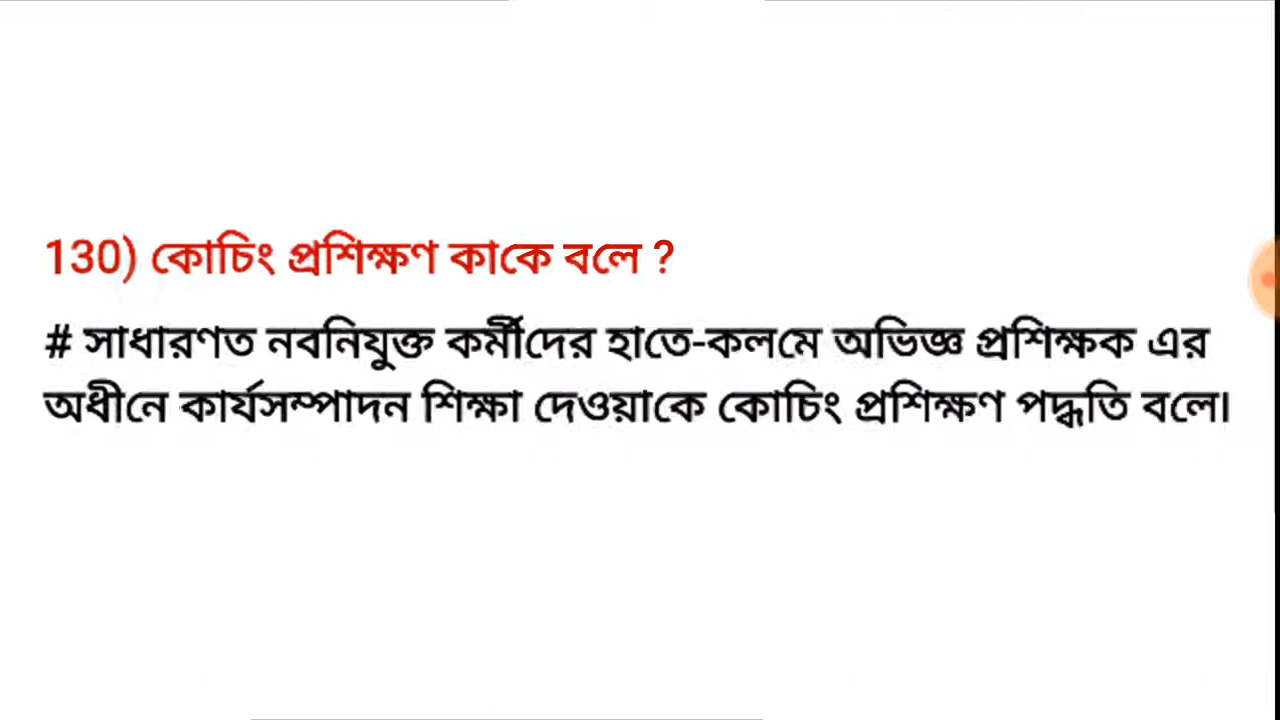 130) কোচিং প্রশিক্ষণ কাকে বলে ?
# সাধারণত নবনিযুক্ত কর্মীদের হাতে-কলমে অভিজ্ঞ প্রশিক্ষক এর
অধীনে কার্যসম্পাদন শিক্ষা দেওয়াকে কোচিং প্রশিক্ষণ পদ্ধতি বলে।